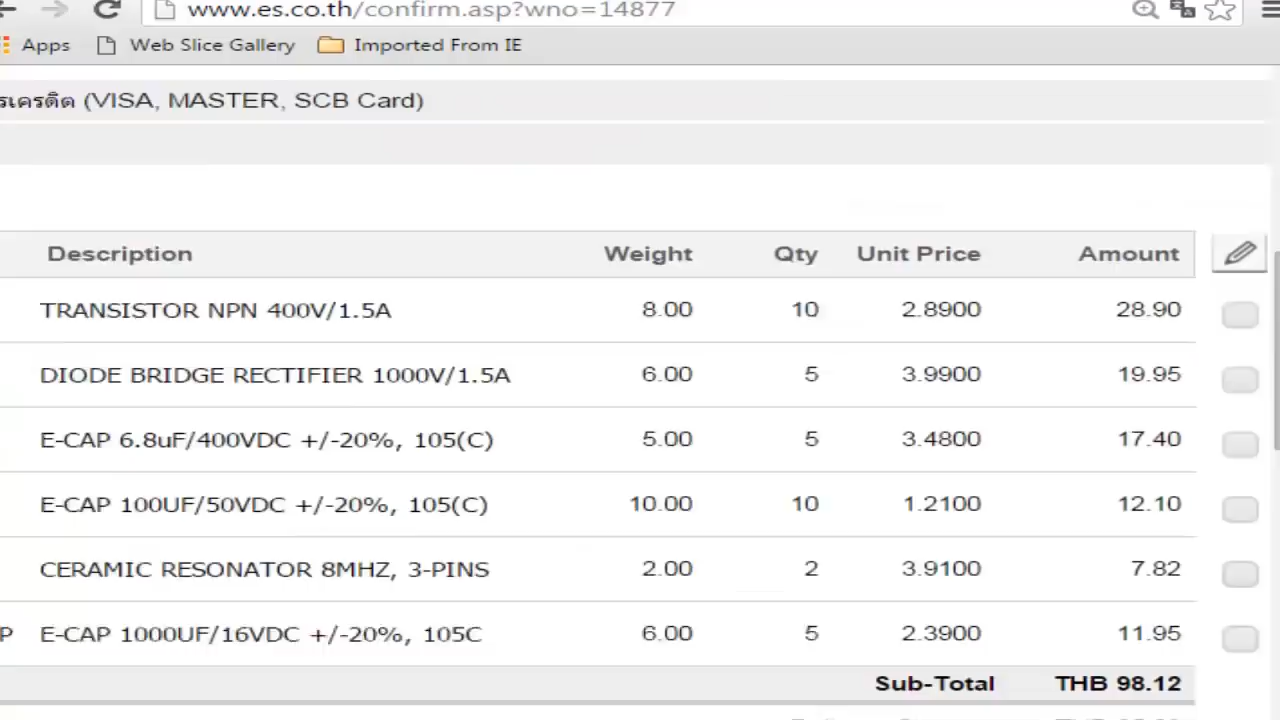 www.es.co.th/confirm.asp?wno=14877
Apps Web Slice Gallery Imported From IE
รเครดิต (VISA, MASTER, SCB Card)
Description Weight Qty Unit Price Amount
TRANSISTOR NPN 400V/1.5A 8.00 10 2.8900 28.90
DIODE BRIDGE RECTIFIER 1000V/1.5A 6.00 5 3.9900 19.95
E-CAP 6.8uF/400VDC +/-20%, 105(C) 5.00 5 3.4800 17.40
E-CAP 100UF/50VDC +/-20%, 105(C) 10.00 10 1.2100 12.10
CERAMIC RESONATOR 8MHZ, 3-PINS 2.00 2 3.9100 7.82
P E-CAP 1000UF/16VDC +/-20%, 105C 6.00 5 2.3900 11.95
Sub-Total THB 98.12